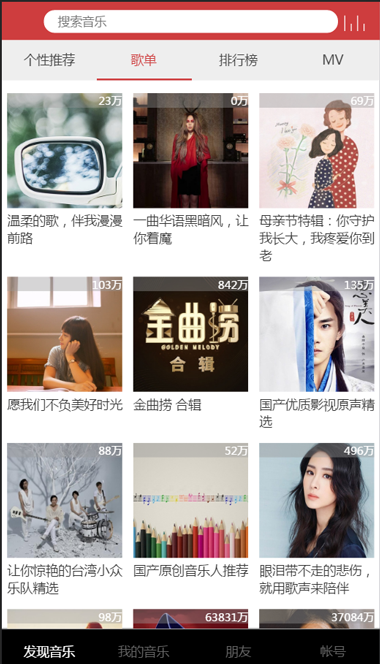 搜索音乐
个性推荐 歌单 排行榜 MV
23万 0万 69万
温柔的歌，伴我漫漫前路
一曲华语黑暗风，让你着魔
母亲节特辑：你守护我长大，我疼爱你到老
103万 842万 135万
金曲捞
GOLDEN MELODY
合辑
愿我们不负美好时光
金曲捞 合辑
国产优质影视原声精选
88万 52万 496万
让你惊艳的台湾小众乐队精选
国产原创音乐人推荐
眼泪带不走的悲伤，就用歌声来陪伴
98万 63831万 37084万
发现音乐 我的音乐 朋友 帐号